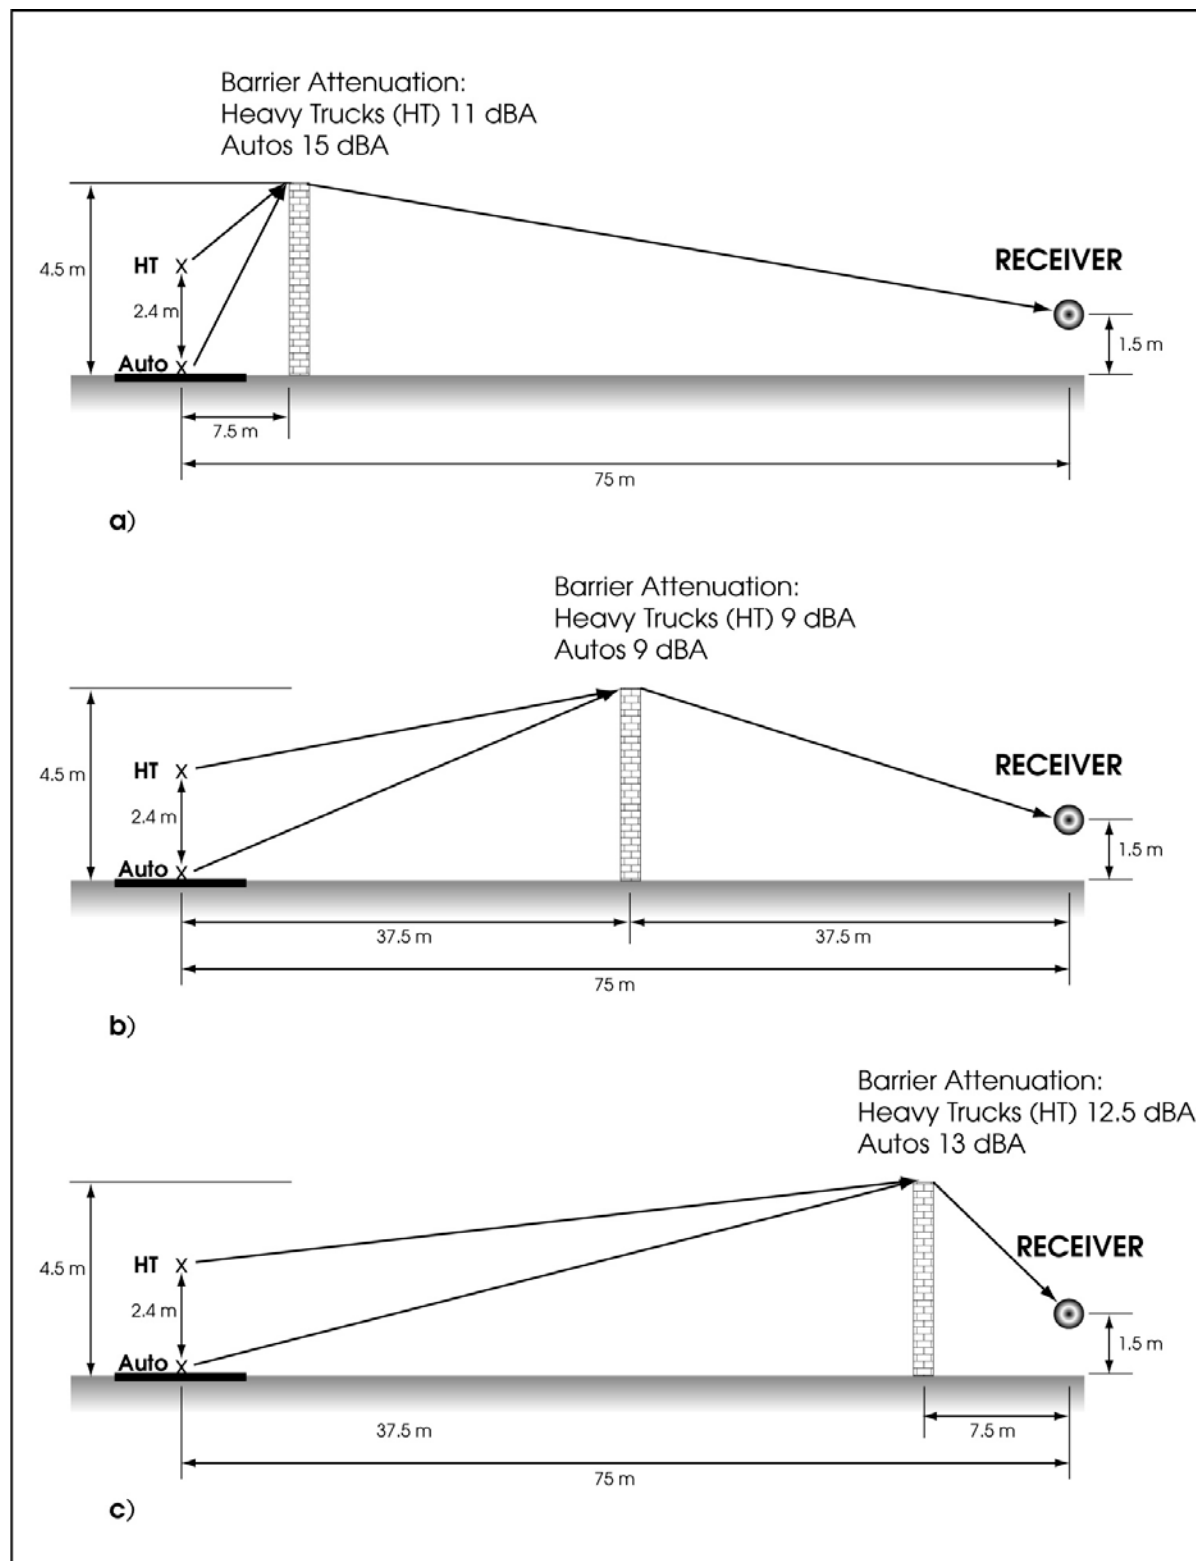 Barrier Attenuation:
Heavy Trucks (HT) 11 dBA
Autos 15 dBA
4.5 m
HT X
2.4 m
Auto X
RECEIVER
1.5 m
7.5 m
75 m
a)
Barrier Attenuation:
Heavy Trucks (HT) 9 dBA
Autos 9 dBA
4.5 m
HT X
2.4 m
Auto X
RECEIVER
1.5 m
37.5 m
37.5 m
75 m
b)
Barrier Attenuation:
Heavy Trucks (HT) 12.5 dBA
Autos 13 dBA
4.5 m
HT X
2.4 m
Auto X
RECEIVER
1.5 m
37.5 m
7.5 m
75 m
c)